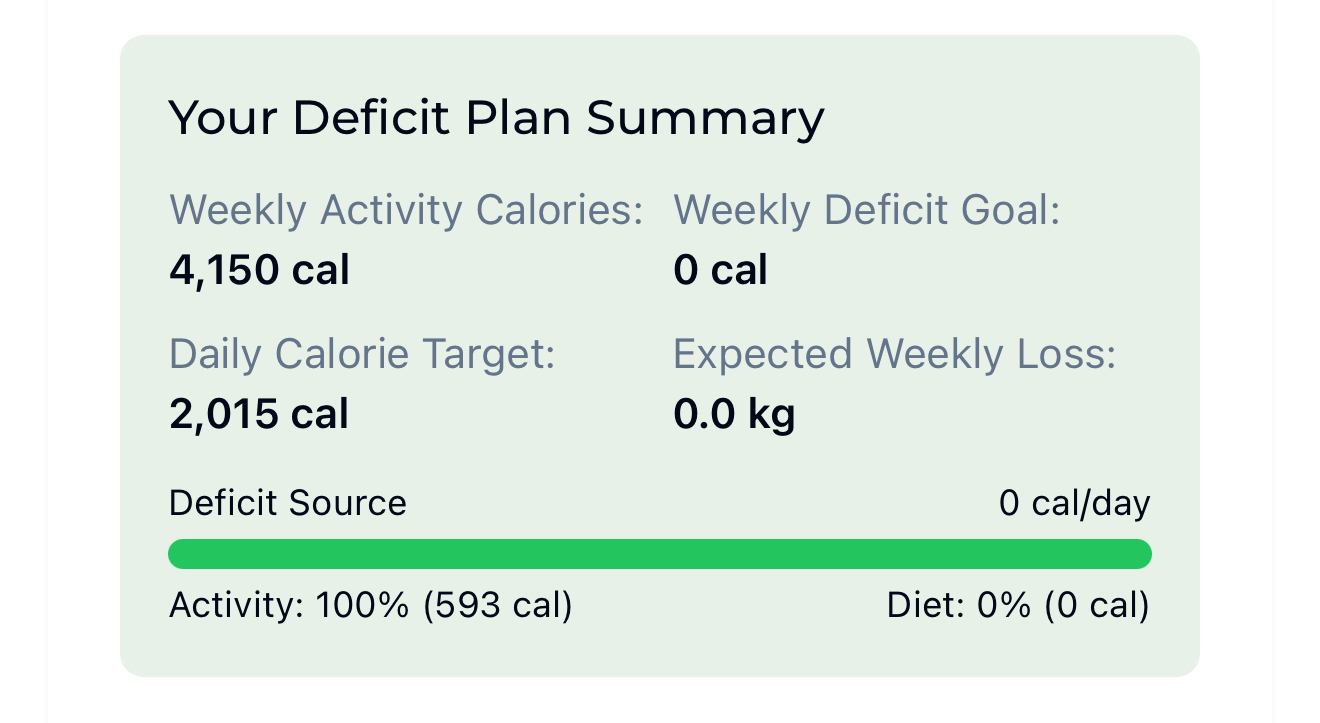 Your Deficit Plan Summary
Weekly Activity Calories: Weekly Deficit Goal:
4,150 cal 0 cal
Daily Calorie Target: Expected Weekly Loss:
2,015 cal 0.0 kg
Deficit Source 0 cal/day
Activity: 100% (593 cal) Diet: 0% (0 cal)